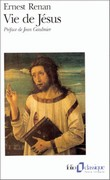 Ernest Renan
Vie de Jésus
Préface de Jean Gaulmier
folio classique